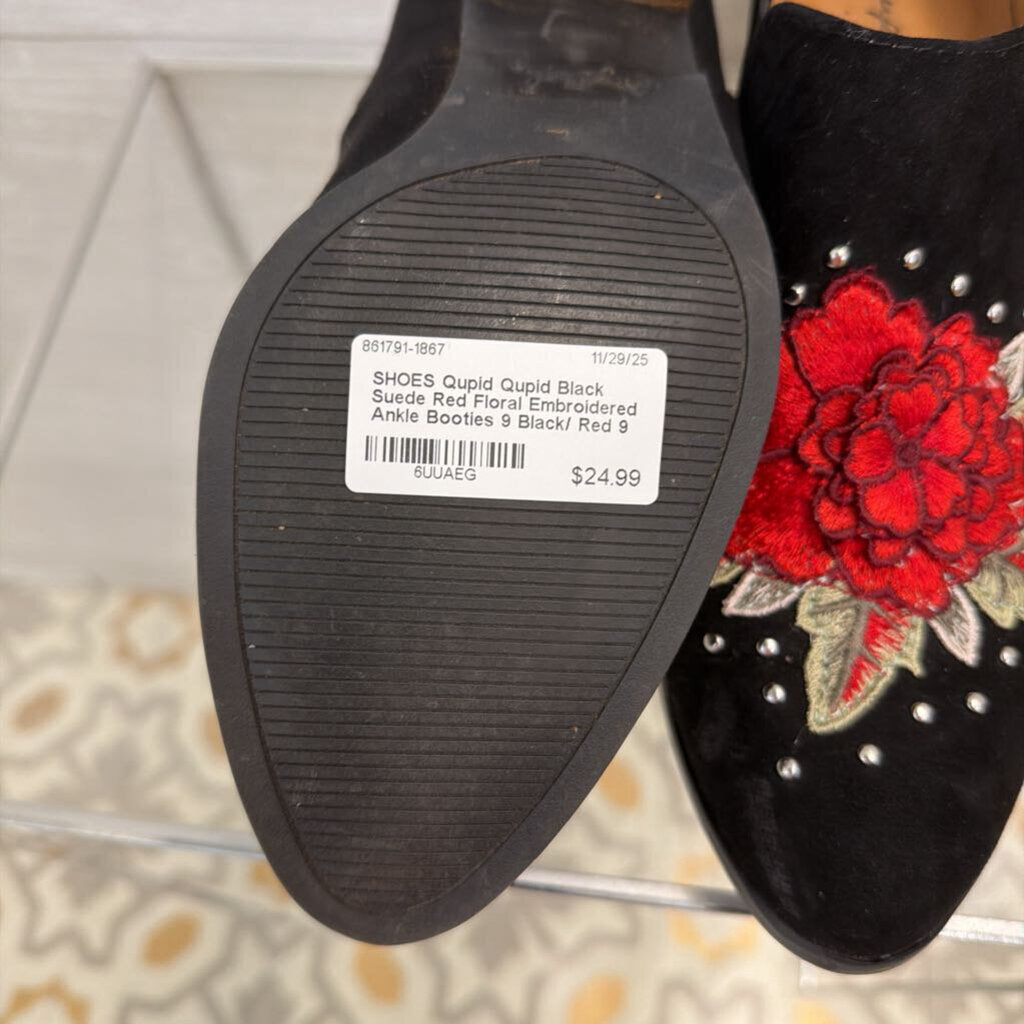 861791-1867 11/29/25
SHOES Qupid Qupid Black
Suede Red Floral Embroidered
Ankle Booties 9 Black/ Red 9
6UUAEG $24.99